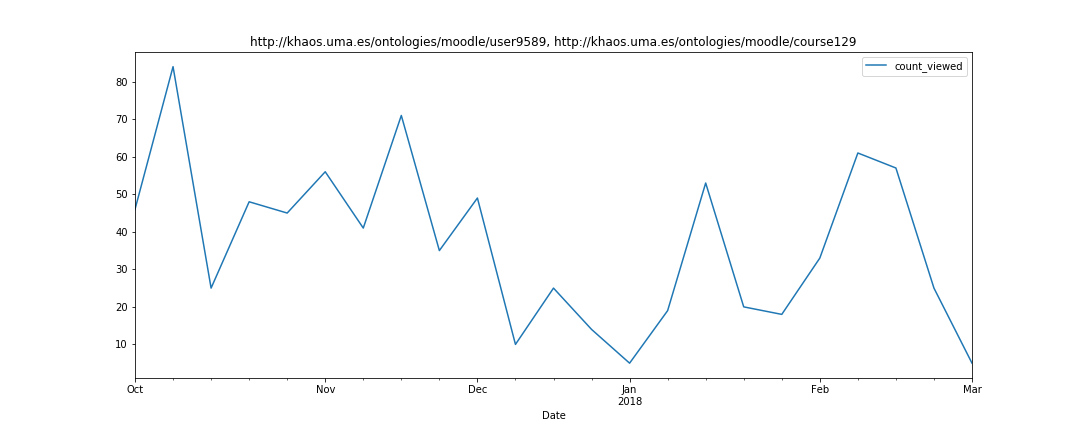 http://khaos.uma.es/ontologies/moodle/user9589, http://khaos.uma.es/ontologies/moodle/course129
count_viewed
80
70
60
50
40
30
20
10
Oct Nov Dec Jan Feb Mar
2018
Date